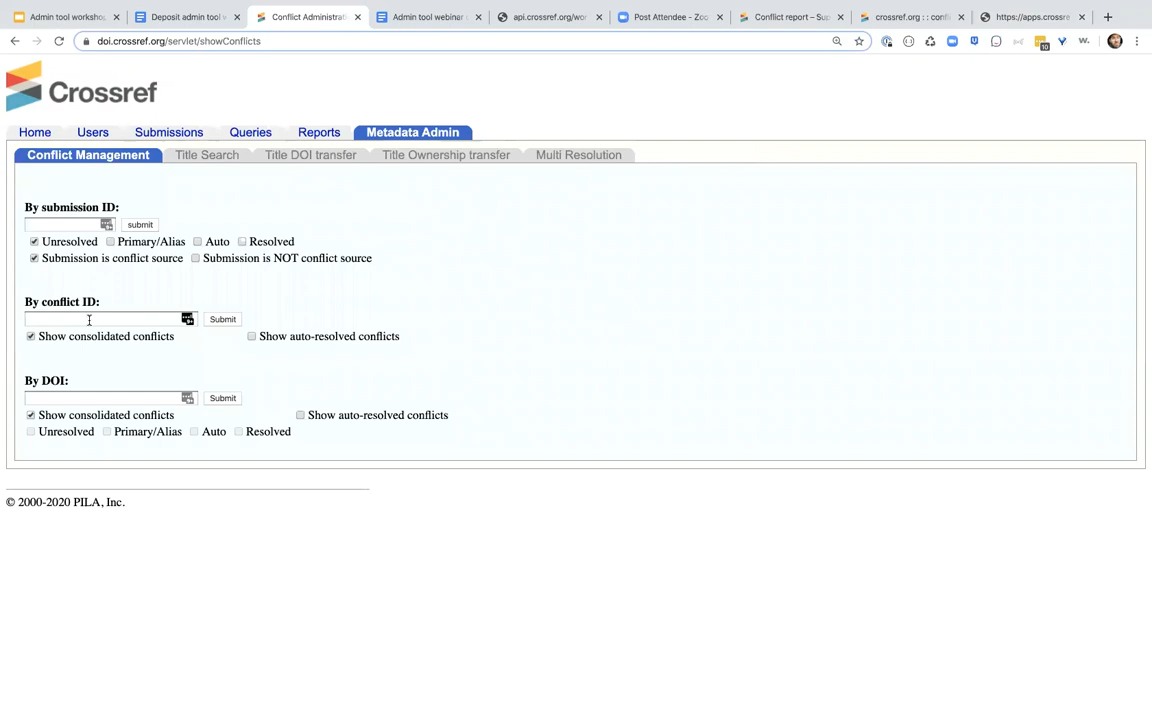 Admin tool workshop
Deposit admin tool w
Conflict Administrati
Admin tool webinar
api.crossref.org/wor
Post Attendee - Zoo
Conflict report – Su
crossref.org : : confl
https://apps.crossre
doi.crossref.org/servlet/showConflicts
10
W.
Crossref
Home Users Submissions Queries Reports Metadata Admin
Conflict Management Title Search Title DOI transfer Title Ownership transfer Multi Resolution
By submission ID:
submit
Unresolved Primary/Alias Auto Resolved
Submission is conflict source Submission is NOT conflict source
By conflict ID:
Submit
Show consolidated conflicts Show auto-resolved conflicts
By DOI:
Submit
Show consolidated conflicts Show auto-resolved conflicts
Unresolved Primary/Alias Auto Resolved
© 2000-2020 PILA, Inc.